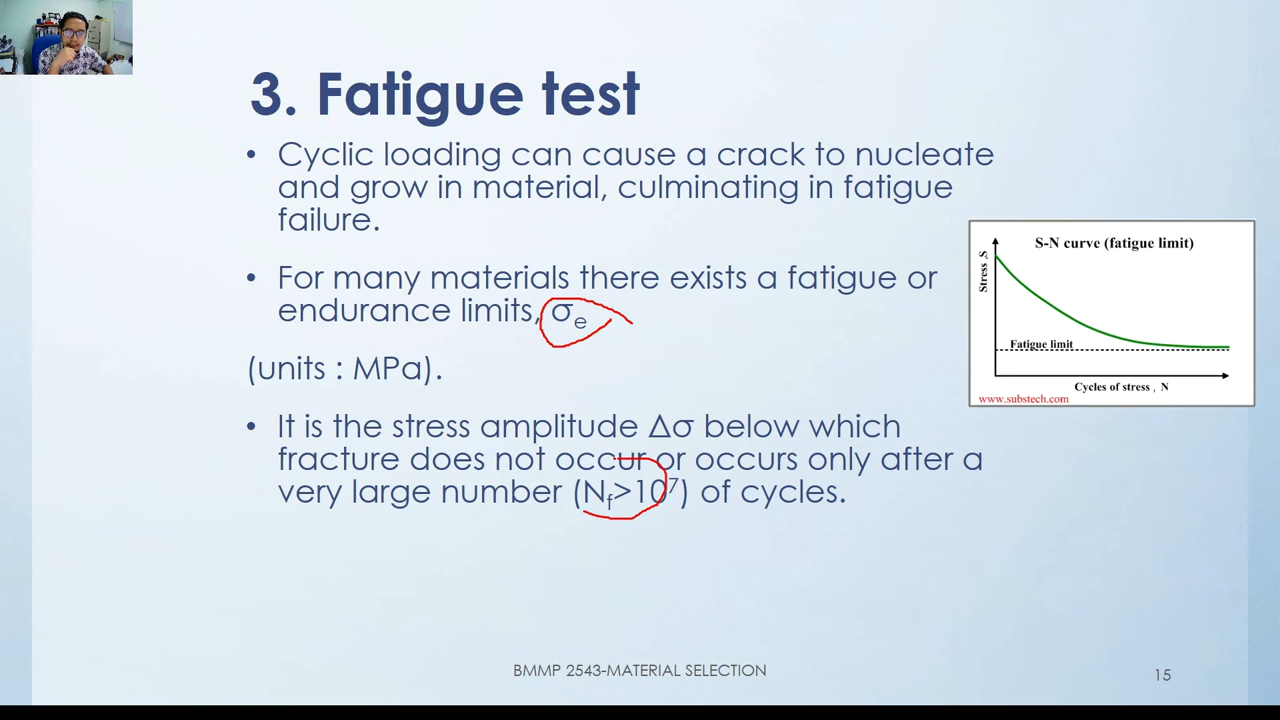 3. Fatigue test
• Cyclic loading can cause a crack to nucleate
and grow in material, culminating in fatigue
failure.
• For many materials there exists a fatigue or
endurance limits, σₑ
(units : MPa).
• It is the stress amplitude Δσ below which
fracture does not occur or occurs only after a
very large number (N_f>10⁷) of cycles.
S-N curve (fatigue limit)
Stress ,S
Fatigue limit
Cycles of stress , N
www.substech.com
BMMP 2543-MATERIAL SELECTION
15